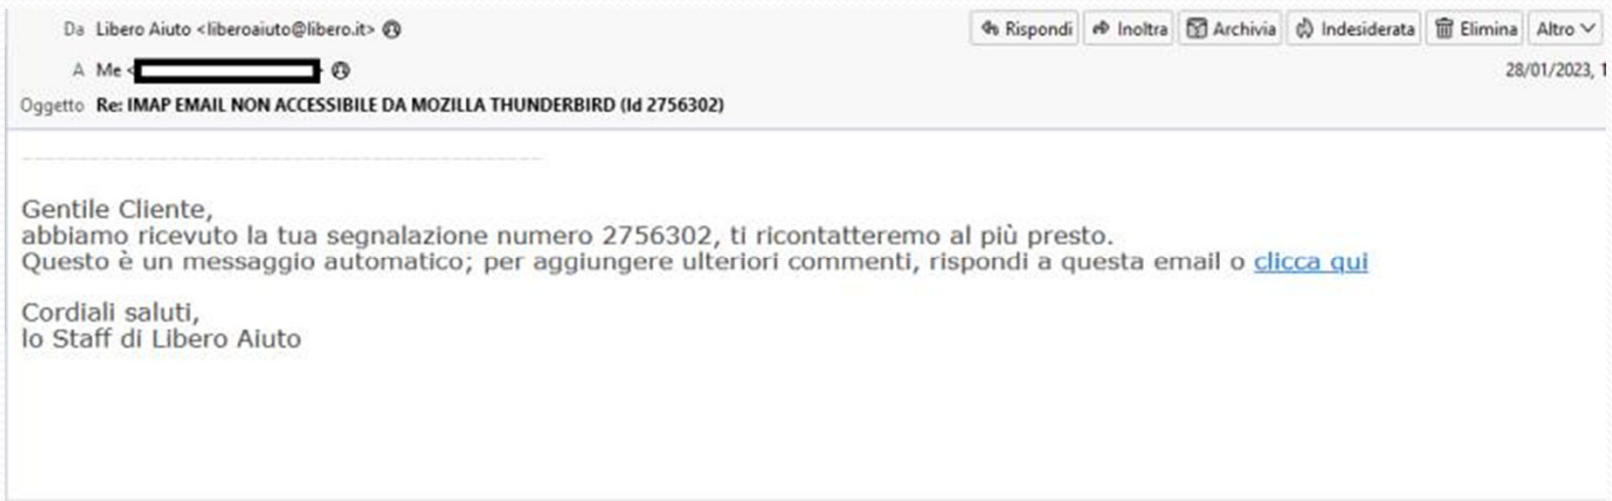 Da Libero Aiuto <liberoaiuto@libero.it>
Rispondi Inoltra Archivia Indesiderata Elimina Altro
A Me <
28/01/2023, 1
Oggetto Re: IMAP EMAIL NON ACCESSIBILE DA MOZILLA THUNDERBIRD (Id 2756302)
Gentile Cliente,
abbiamo ricevuto la tua segnalazione numero 2756302, ti ricontatteremo al più presto.
Questo è un messaggio automatico; per aggiungere ulteriori commenti, rispondi a questa email o clicca qui
Cordiali saluti,
lo Staff di Libero Aiuto